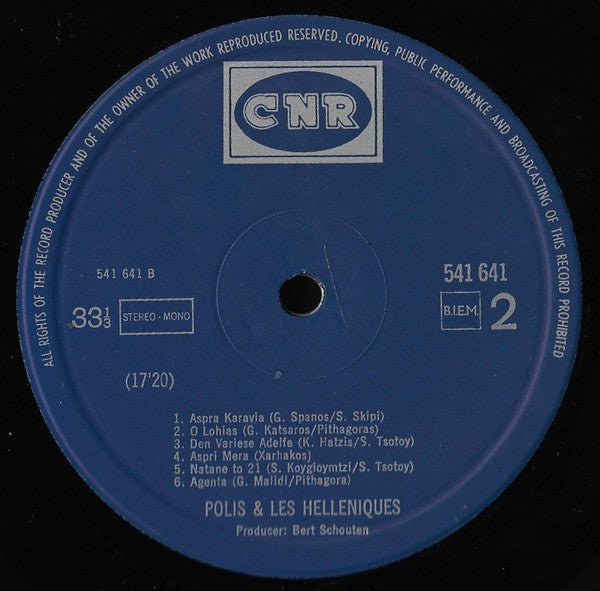 ALL RIGHTS OF THE RECORD PRODUCER AND OF THE OWNER OF THE WORK REPRODUCED RESERVED. COPYING, PUBLIC PERFORMANCE AND BROADCASTING OF THIS RECORD PROHIBITED
CNR
541 641 B
541 641
33⅓
STEREO - MONO
B.I.E.M.
2
(17'20)
1. Aspra Karavia (G. Spanos/S. Skipi)
2. O Lohias (G. Katsaros/Pithagoras)
3. Den Variese Adelfe (K. Hatzis/S. Tsotoy)
4. Aspri Mera (Xarhakos)
5. Natane to 21 (S. Koygioymtzi/S. Tsotoy)
6. Agenta (G. Malidi/Pithagora)
POLIS & LES HELLENIQUES
Producer: Bert Schouten